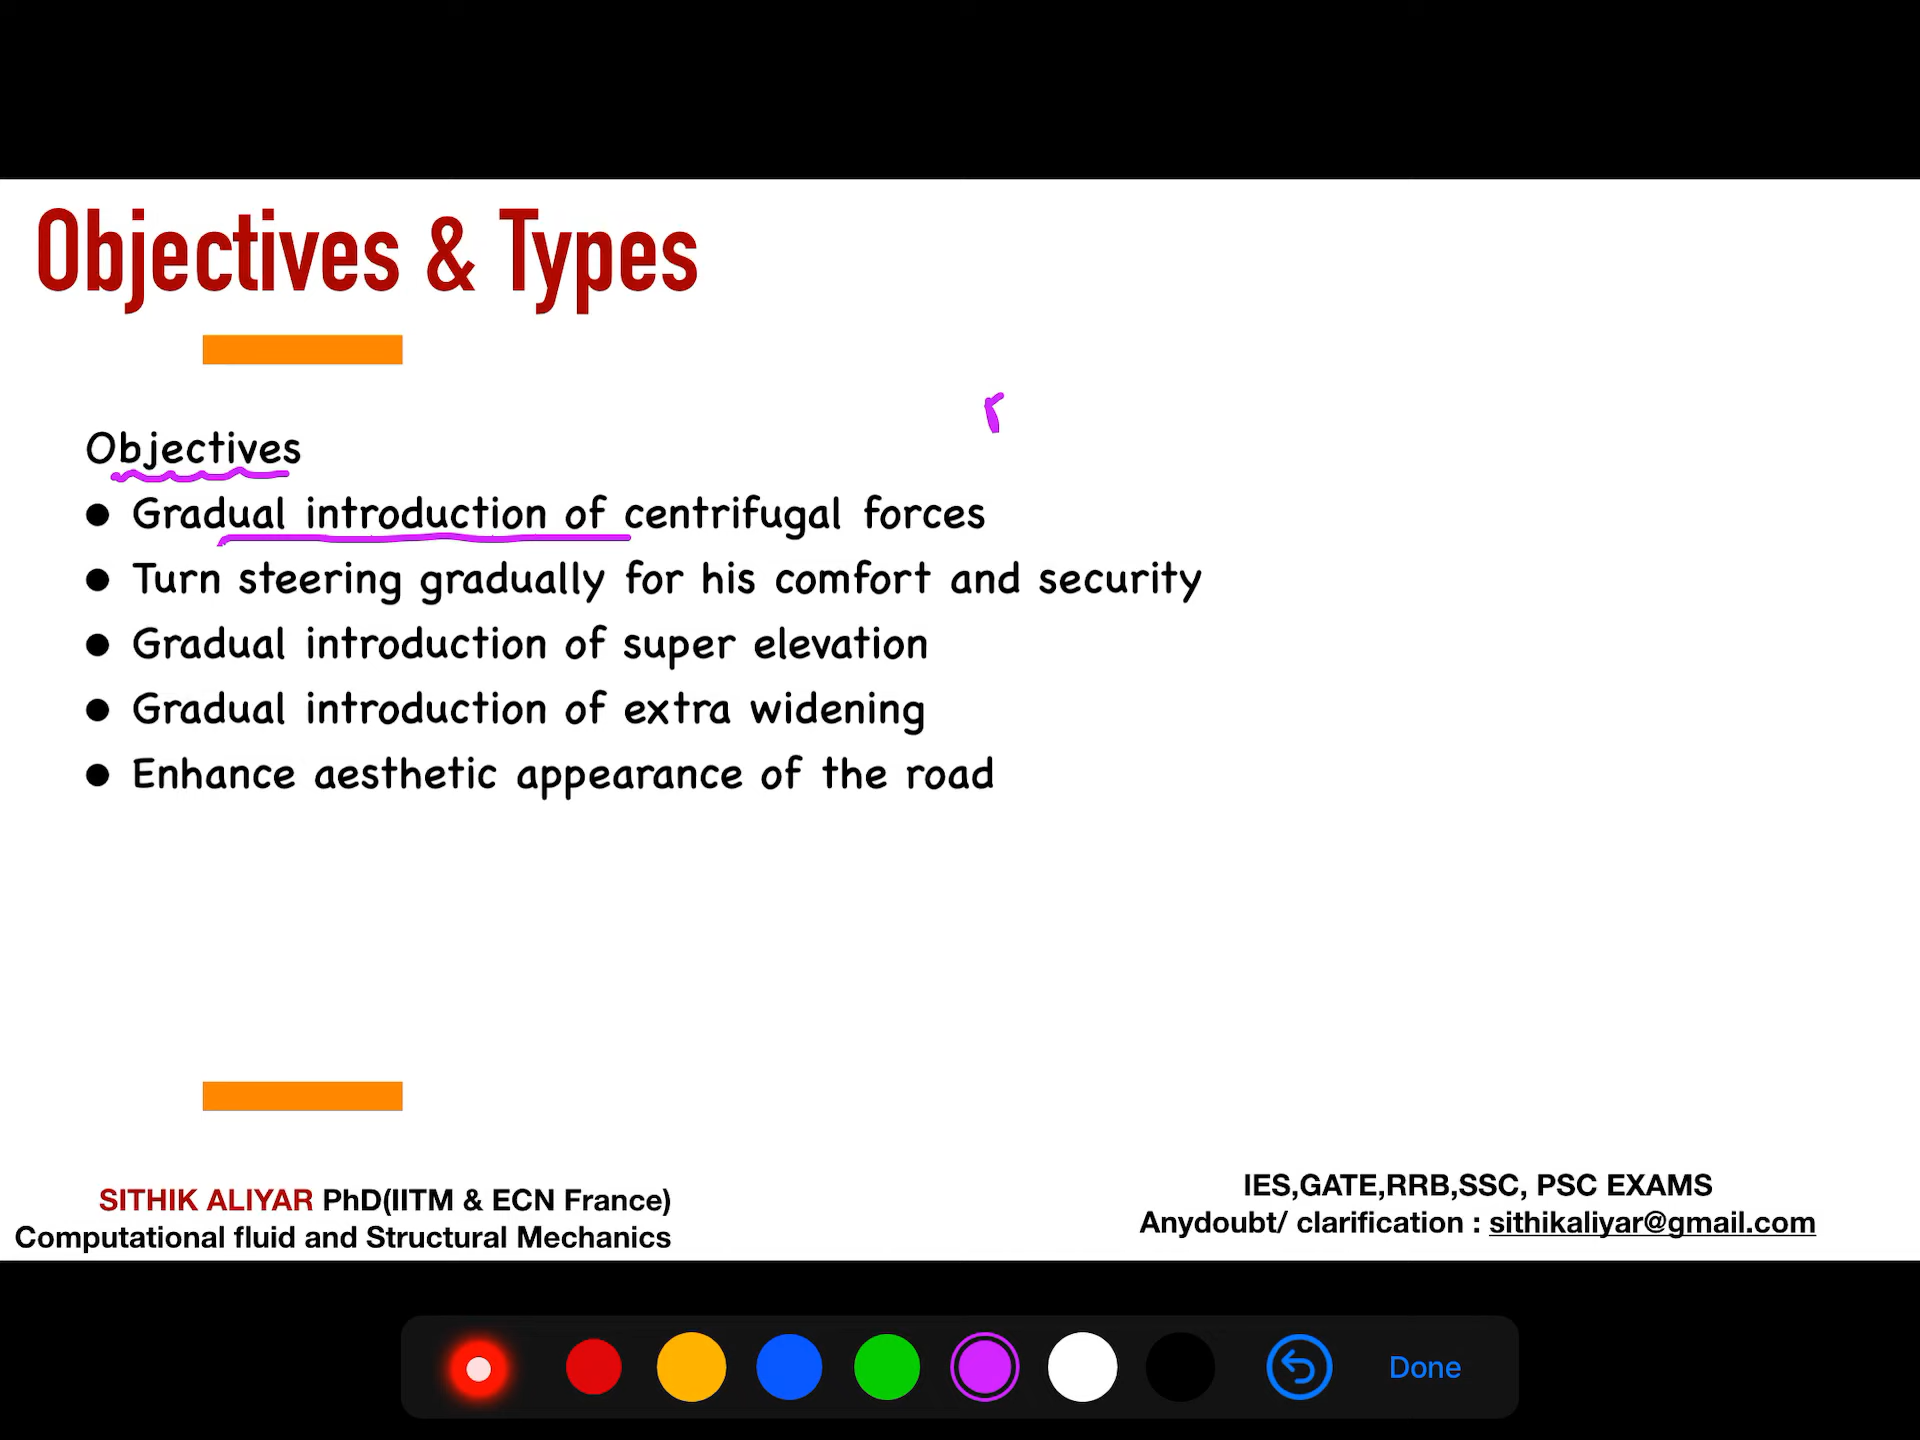 Objectives & Types
Objectives
● Gradual introduction of centrifugal forces
● Turn steering gradually for his comfort and security
● Gradual introduction of super elevation
● Gradual introduction of extra widening
● Enhance aesthetic appearance of the road
SITHIK ALIYAR PhD(IITM & ECN France)
Computational fluid and Structural Mechanics
IES,GATE,RRB,SSC, PSC EXAMS
Anydoubt/ clarification : sithikaliyar@gmail.com
Done